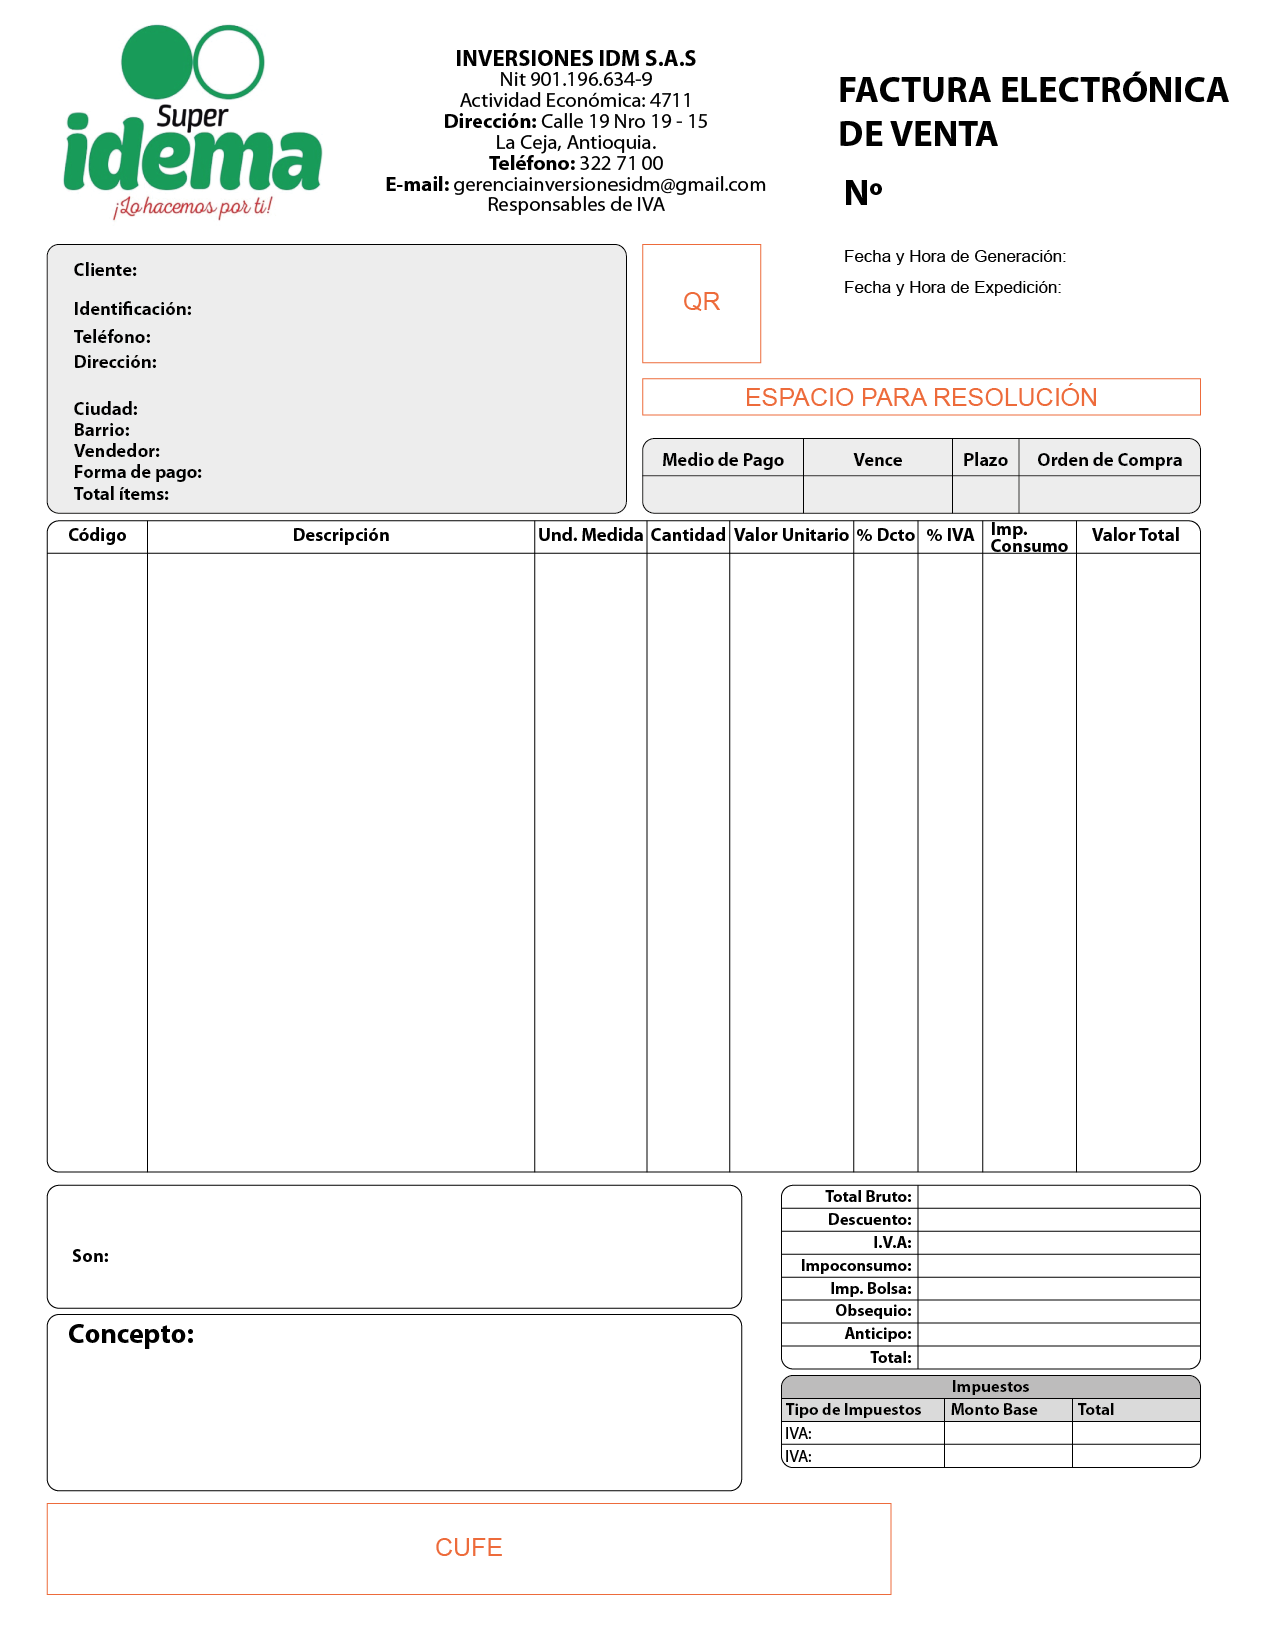 Super
idema
¡Lo hacemos por ti!
INVERSIONES IDM S.A.S
Nit 901.196.634-9
Actividad Económica: 4711
Dirección: Calle 19 Nro 19 - 15
La Ceja, Antioquia.
Teléfono: 322 71 00
E-mail: gerenciainversionesidm@gmail.com
Responsables de IVA
FACTURA ELECTRÓNICA
DE VENTA
Nº
Fecha y Hora de Generación:
Fecha y Hora de Expedición:
Cliente:
Identificación:
Teléfono:
Dirección:
Ciudad:
Barrio:
Vendedor:
Forma de pago:
Total ítems:
QR
ESPACIO PARA RESOLUCIÓN
Medio de Pago Vence Plazo Orden de Compra
Código Descripción Und. Medida Cantidad Valor Unitario % Dcto % IVA Imp. Consumo Valor Total
Son:
Concepto:
Total Bruto:
Descuento:
I.V.A:
Impoconsumo:
Imp. Bolsa:
Obsequio:
Anticipo:
Total:
Impuestos
Tipo de Impuestos Monto Base Total
IVA:
IVA:
CUFE